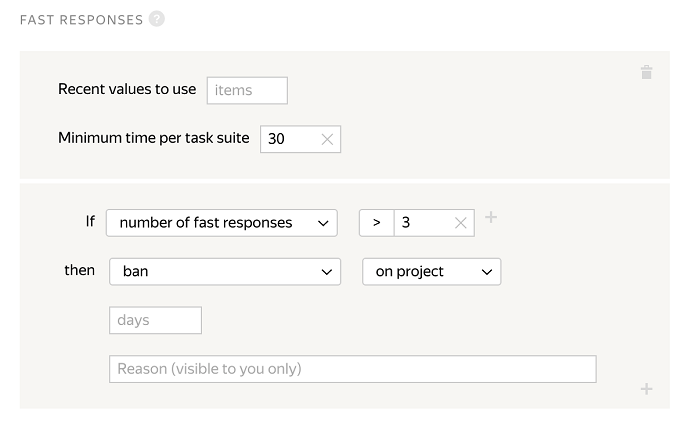 FAST RESPONSES ?
Recent values to use items
Minimum time per task suite 30
If number of fast responses > 3
then ban on project
days
Reason (visible to you only)